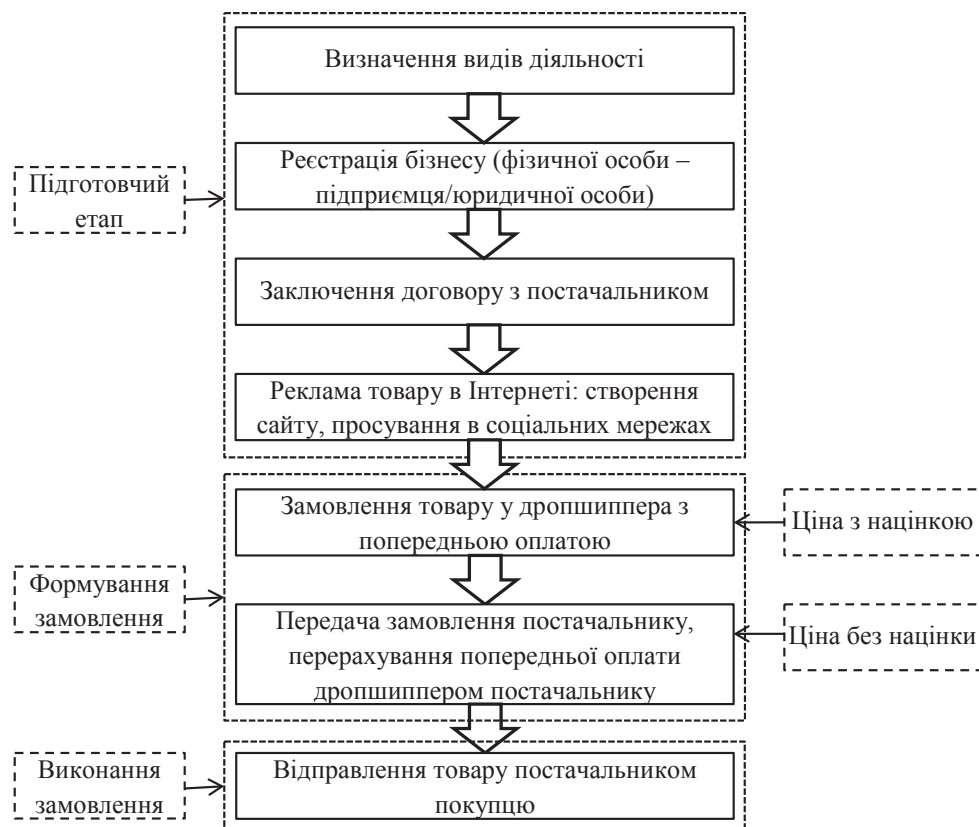 Визначення видів діяльності
Реєстрація бізнесу (фізичної особи –
підприємця/юридичної особи)
Підготовчий
етап
Заключення договору з постачальником
Реклама товару в Інтернеті: створення
сайту, просування в соціальних мережах
Замовлення товару у дропшиппера з
попередньою оплатою
Ціна з націнкою
Формування
замовлення
Передача замовлення постачальнику,
перерахування попередньої оплати
дропшиппером постачальнику
Ціна без націнки
Виконання
замовлення
Відправлення товару постачальником
покупцю